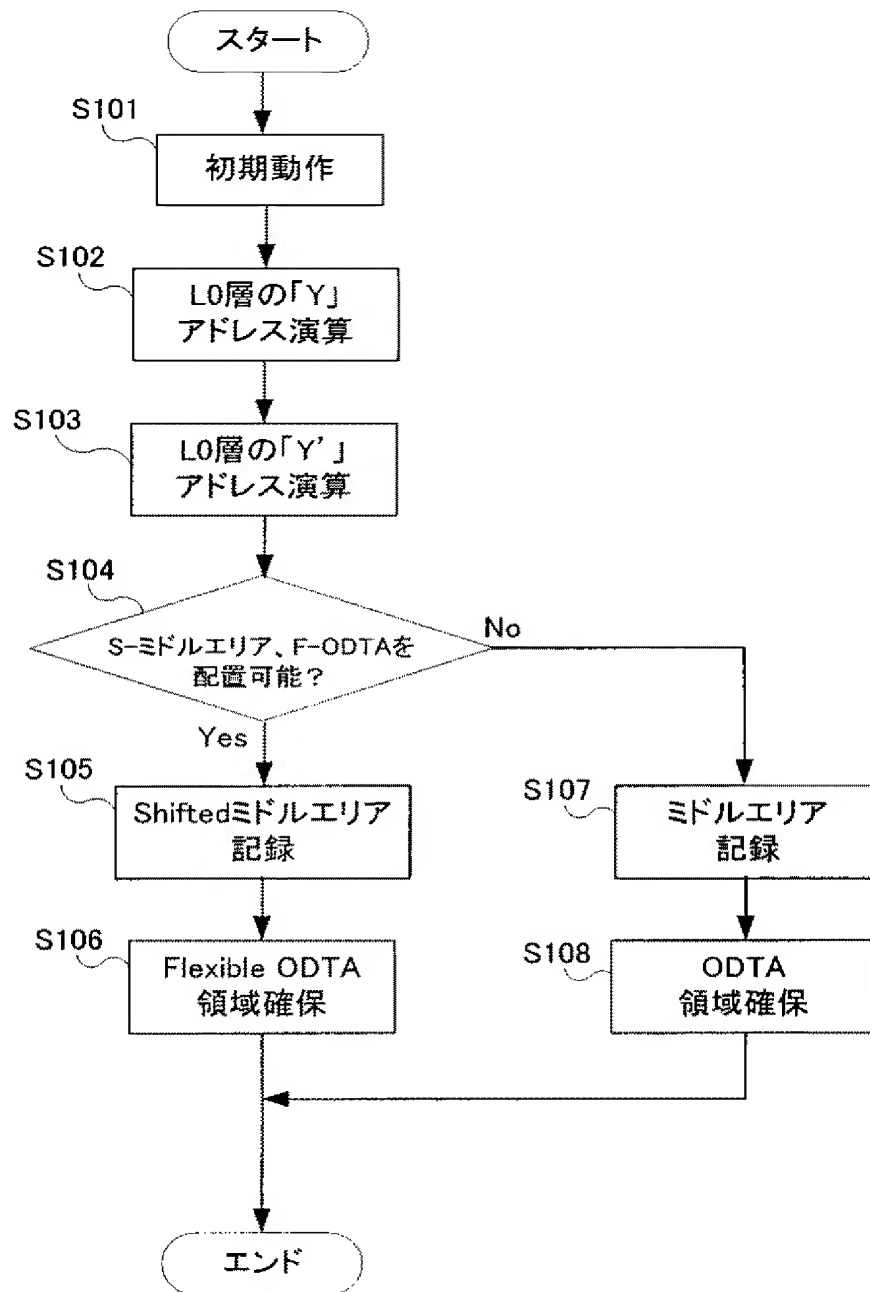 スタート
S101
初期動作
S102
L0層の「Y」
アドレス演算
S103
L0層の「Y'」
アドレス演算
S104
S-ミドルエリア、F-ODTAを
配置可能？
No
Yes
S105
Shiftedミドルエリア
記録
S107
ミドルエリア
記録
S106
Flexible ODTA
領域確保
S108
ODTA
領域確保
エンド